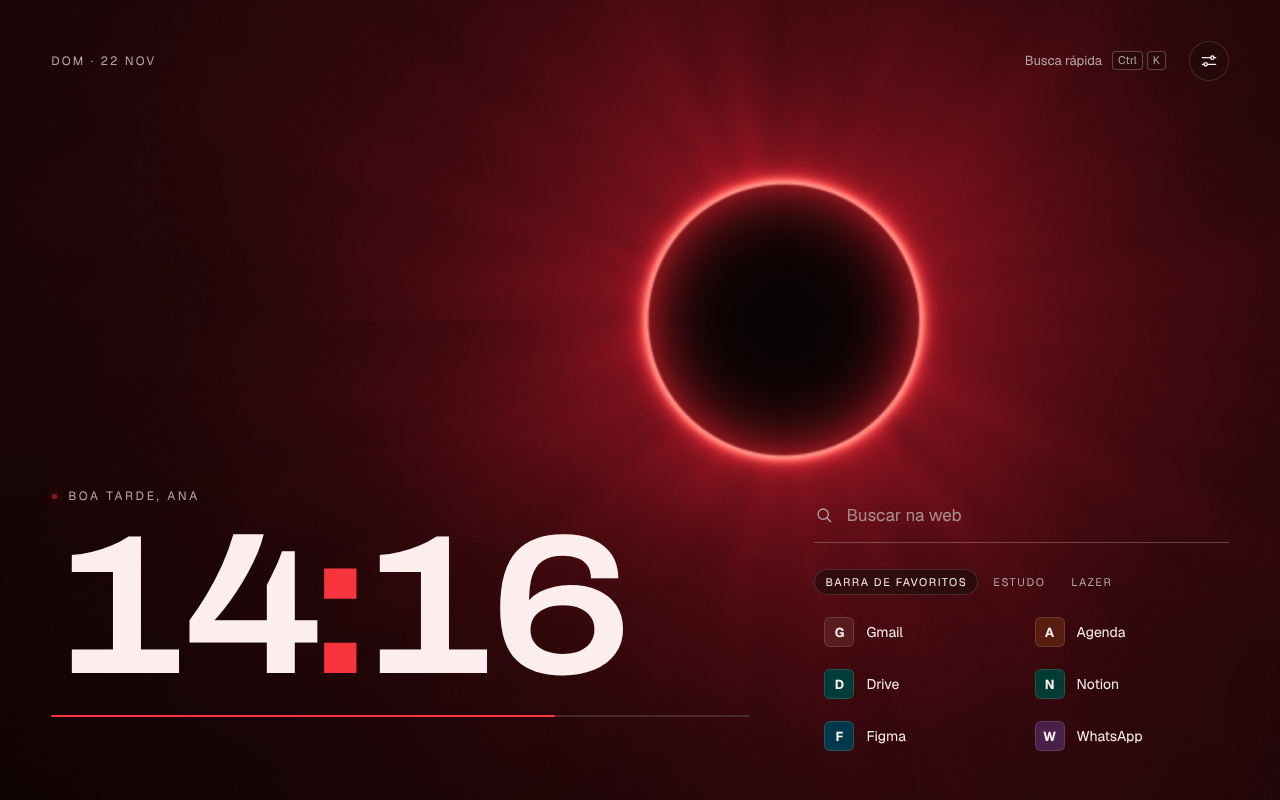 DOM · 22 NOV
Busca rápida Ctrl K
BOA TARDE, ANA
14:16
Buscar na web
BARRA DE FAVORITOS ESTUDO LAZER
G Gmail A Agenda
D Drive N Notion
F Figma W WhatsApp